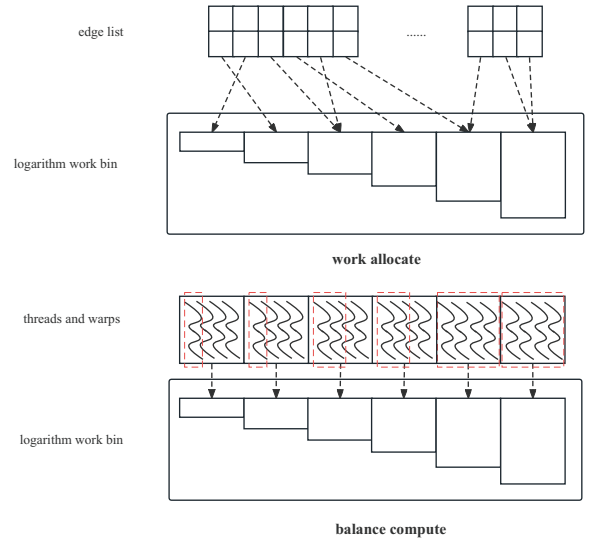 edge list
......
logarithm work bin
work allocate
threads and warps
logarithm work bin
balance compute